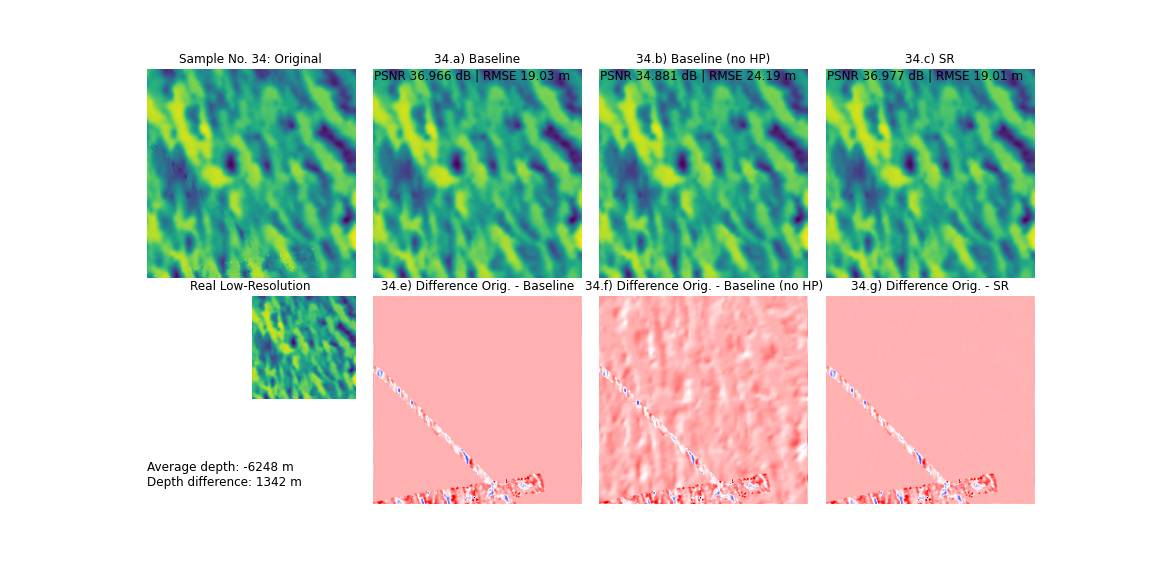 Sample No. 34: Original
34.a) Baseline
34.b) Baseline (no HP)
34.c) SR
PSNR 36.966 dB | RMSE 19.03 m
PSNR 34.881 dB | RMSE 24.19 m
PSNR 36.977 dB | RMSE 19.01 m
Real Low-Resolution
34.e) Difference Orig. - Baseline
34.f) Difference Orig. - Baseline (no HP)
34.g) Difference Orig. - SR
Average depth: -6248 m
Depth difference: 1342 m